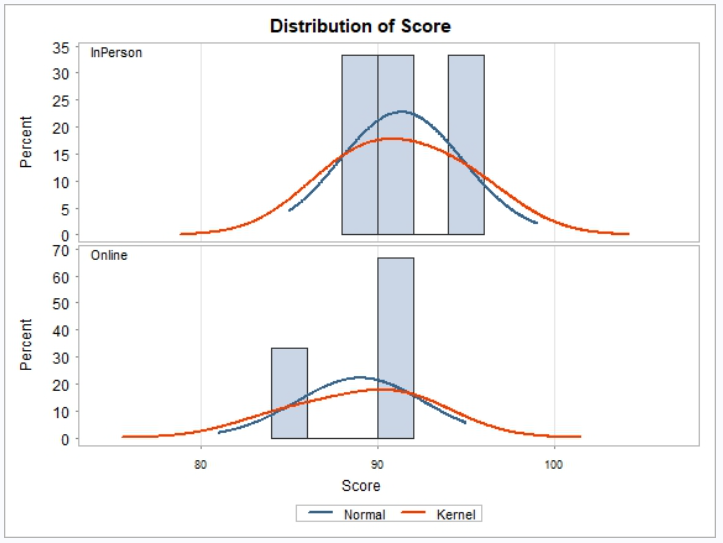 Distribution of Score
InPerson
35
30
25
20
15
10
5
0
Percent
Online
70
60
50
40
30
20
10
0
Percent
80 90 100
Score
Normal Kernel